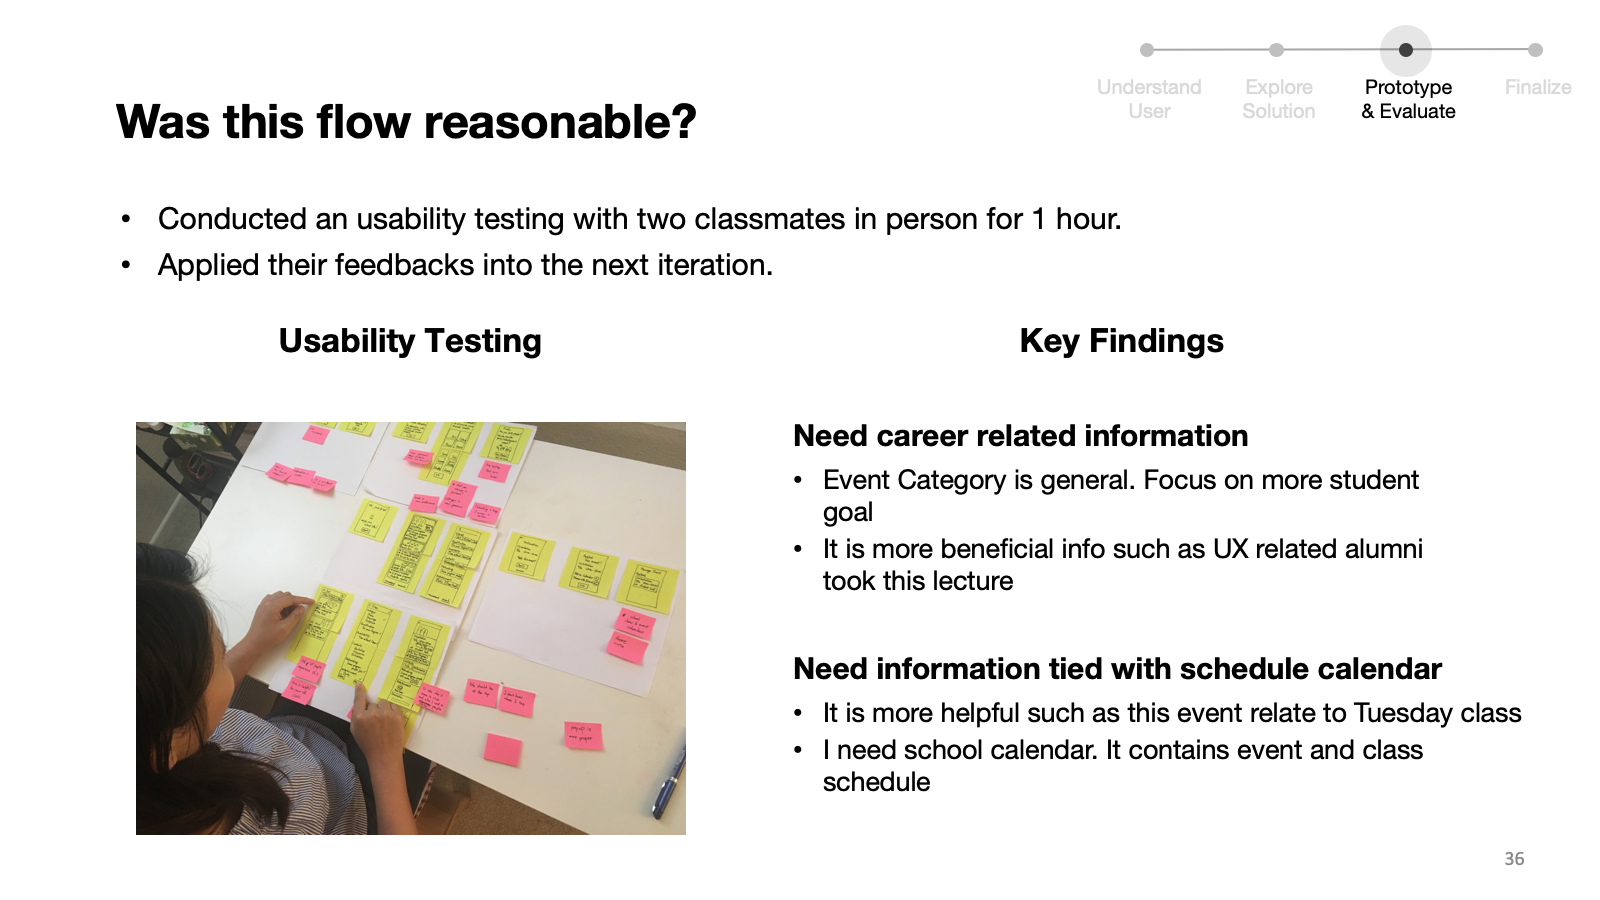 Understand
User
Explore
Solution
Prototype
& Evaluate
Finalize
Was this flow reasonable?
• Conducted an usability testing with two classmates in person for 1 hour.
• Applied their feedbacks into the next iteration.
Usability Testing
Key Findings
Need career related information
• Event Category is general. Focus on more student
goal
• It is more beneficial info such as UX related alumni
took this lecture
Need information tied with schedule calendar
• It is more helpful such as this event relate to Tuesday class
• I need school calendar. It contains event and class
schedule
36